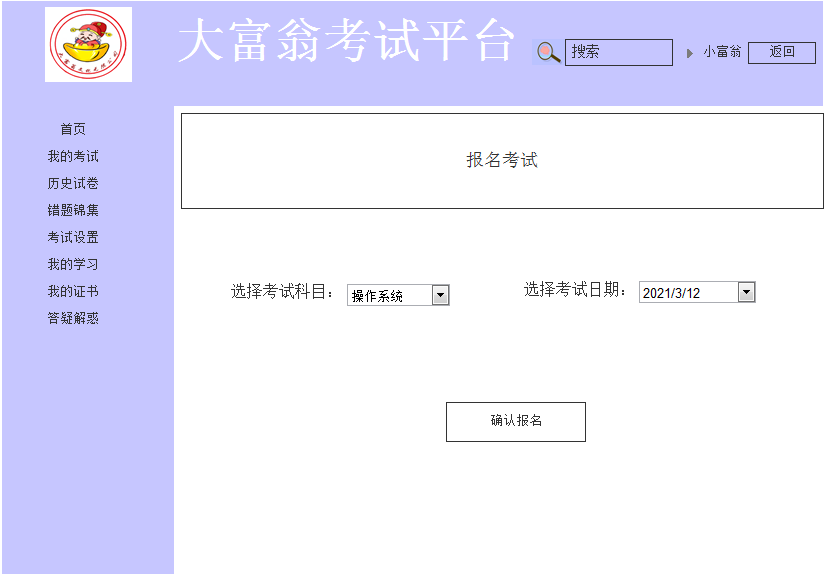 大富翁考试平台
搜索
小富翁
返回
首页
我的考试
历史试卷
错题锦集
考试设置
我的学习
我的证书
答疑解惑
报名考试
选择考试科目： 操作系统
选择考试日期： 2021/3/12
确认报名